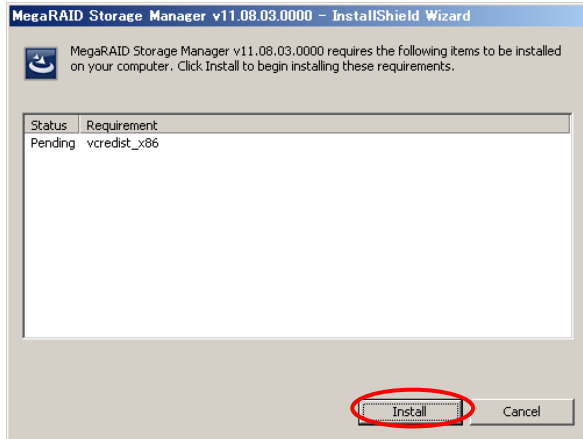 MegaRAID Storage Manager v11.08.03.0000 - InstallShield Wizard
MegaRAID Storage Manager v11.08.03.0000 requires the following items to be installed
on your computer. Click Install to begin installing these requirements.
Status Requirement
Pending vcredist_x86
Install Cancel